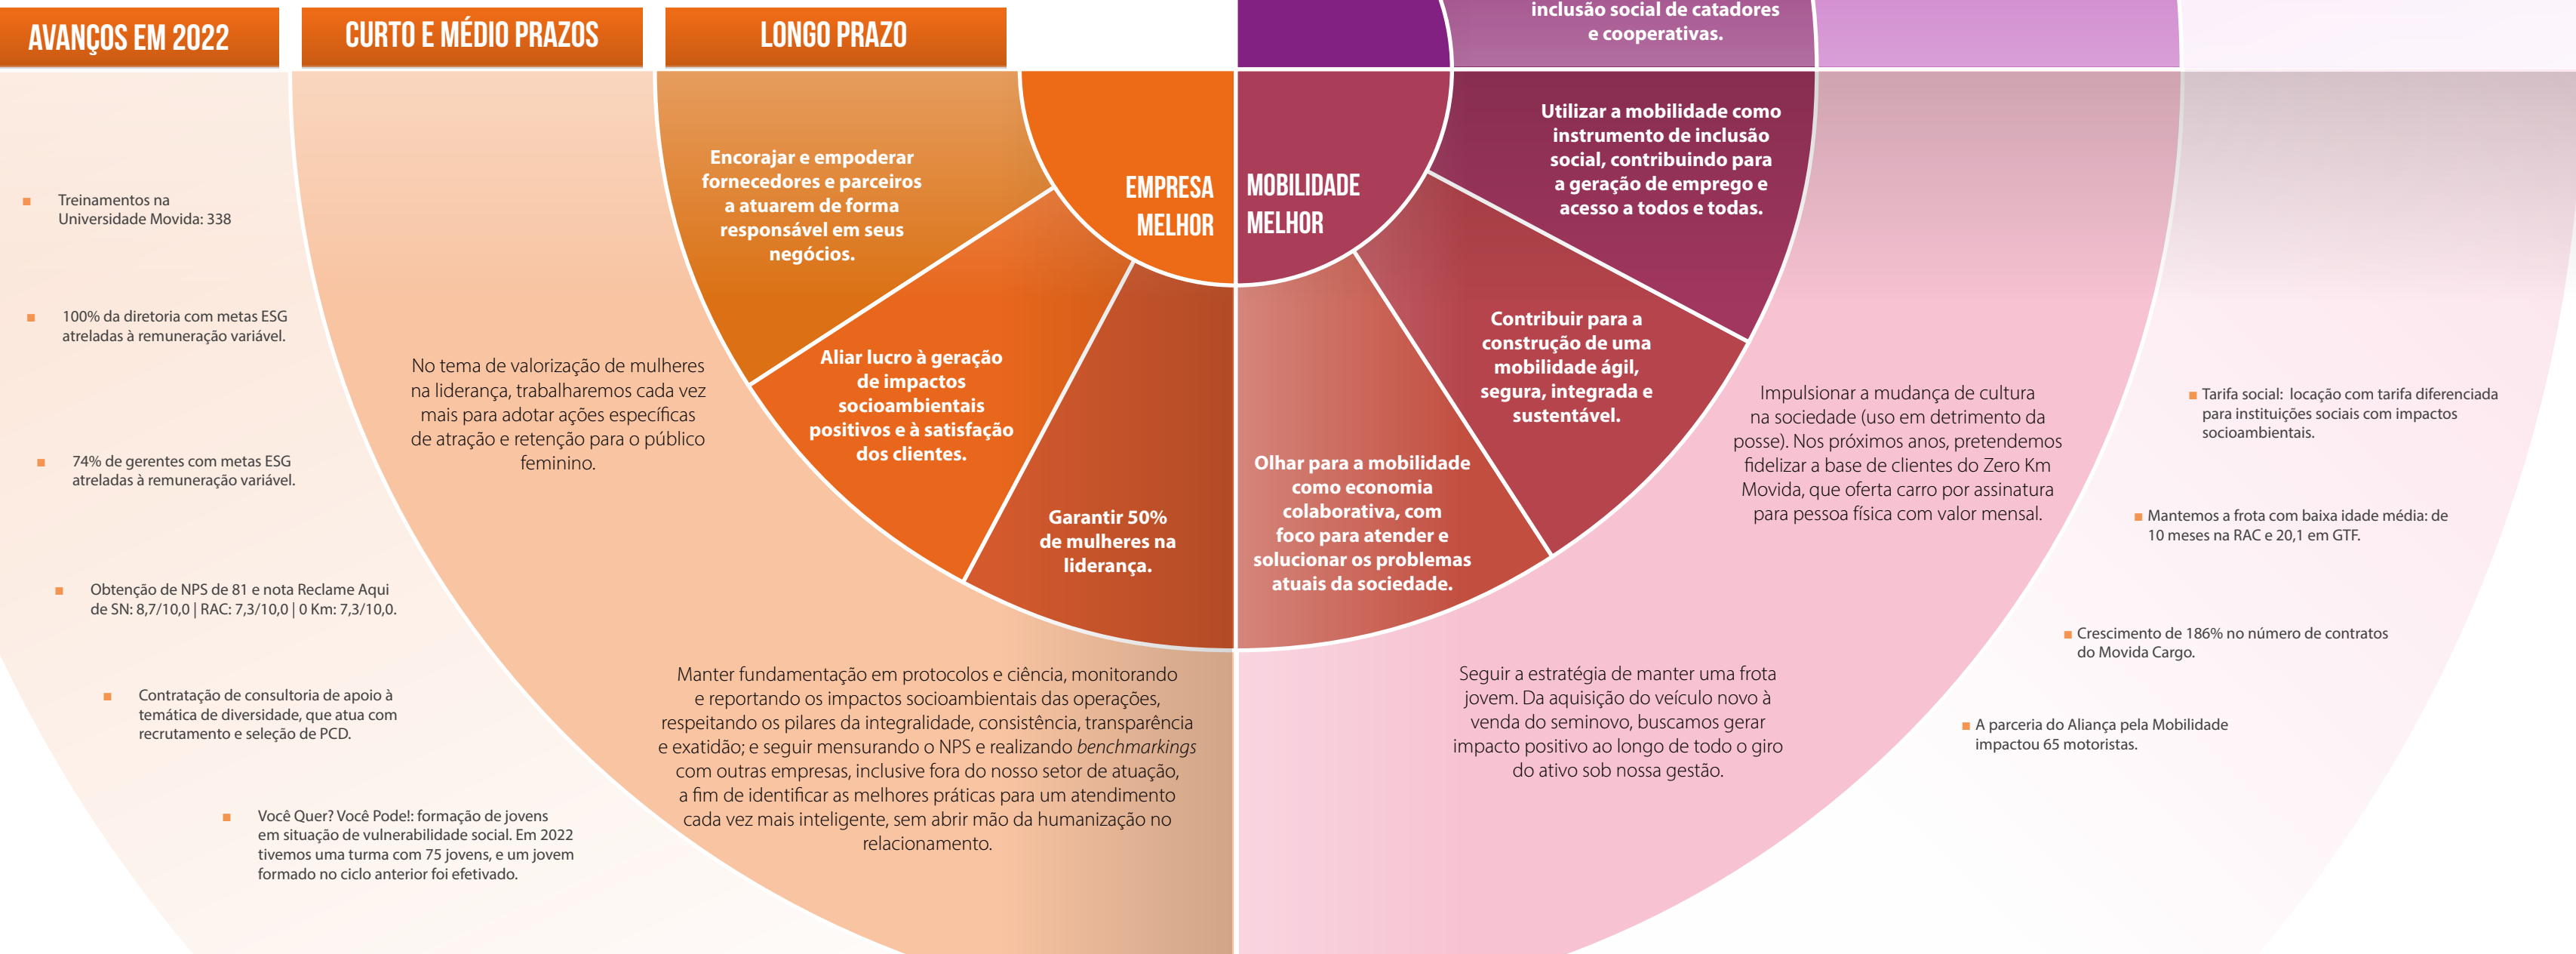 AVANÇOS EM 2022
CURTO E MÉDIO PRAZOS
LONGO PRAZO
inclusão social de catadores
e cooperativas.
Treinamentos na
Universidade Movida: 338
100% da diretoria com metas ESG
atreladas à remuneração variável.
74% de gerentes com metas ESG
atreladas à remuneração variável.
Obtenção de NPS de 81 e nota Reclame Aqui
de SN: 8,7/10,0 | RAC: 7,3/10,0 | 0 Km: 7,3/10,0.
Contratação de consultoria de apoio à
temática de diversidade, que atua com
recrutamento e seleção de PCD.
Você Quer? Você Pode!: formação de jovens
em situação de vulnerabilidade social. Em 2022
tivemos uma turma com 75 jovens, e um jovem
formado no ciclo anterior foi efetivado.
No tema de valorização de mulheres
na liderança, trabalharemos cada vez
mais para adotar ações específicas
de atração e retenção para o público
feminino.
Manter fundamentação em protocolos e ciência, monitorando
e reportando os impactos socioambientais das operações,
respeitando os pilares da integralidade, consistência, transparência
e exatidão; e seguir mensurando o NPS e realizando benchmarkings
com outras empresas, inclusive fora do nosso setor de atuação,
a fim de identificar as melhores práticas para um atendimento
cada vez mais inteligente, sem abrir mão da humanização no
relacionamento.
Encorajar e empoderar
fornecedores e parceiros
a atuarem de forma
responsável em seus
negócios.
Aliar lucro à geração
de impactos
socioambientais
positivos e à satisfação
dos clientes.
Garantir 50%
de mulheres na
liderança.
EMPRESA
MELHOR
MOBILIDADE
MELHOR
Utilizar a mobilidade como
instrumento de inclusão
social, contribuindo para
a geração de emprego e
acesso a todos e todas.
Contribuir para a
construção de uma
mobilidade ágil,
segura, integrada e
sustentável.
Olhar para a mobilidade
como economia
colaborativa, com
foco para atender e
solucionar os problemas
atuais da sociedade.
Impulsionar a mudança de cultura
na sociedade (uso em detrimento da
posse). Nos próximos anos, pretendemos
fidelizar a base de clientes do Zero Km
Movida, que oferta carro por assinatura
para pessoa física com valor mensal.
Seguir a estratégia de manter uma frota
jovem. Da aquisição do veículo novo à
venda do seminovo, buscamos gerar
impacto positivo ao longo de todo o giro
do ativo sob nossa gestão.
Tarifa social: locação com tarifa diferenciada
para instituições sociais com impactos
socioambientais.
Mantemos a frota com baixa idade média: de
10 meses na RAC e 20,1 em GTF.
Crescimento de 186% no número de contratos
do Movida Cargo.
A parceria do Aliança pela Mobilidade
impactou 65 motoristas.